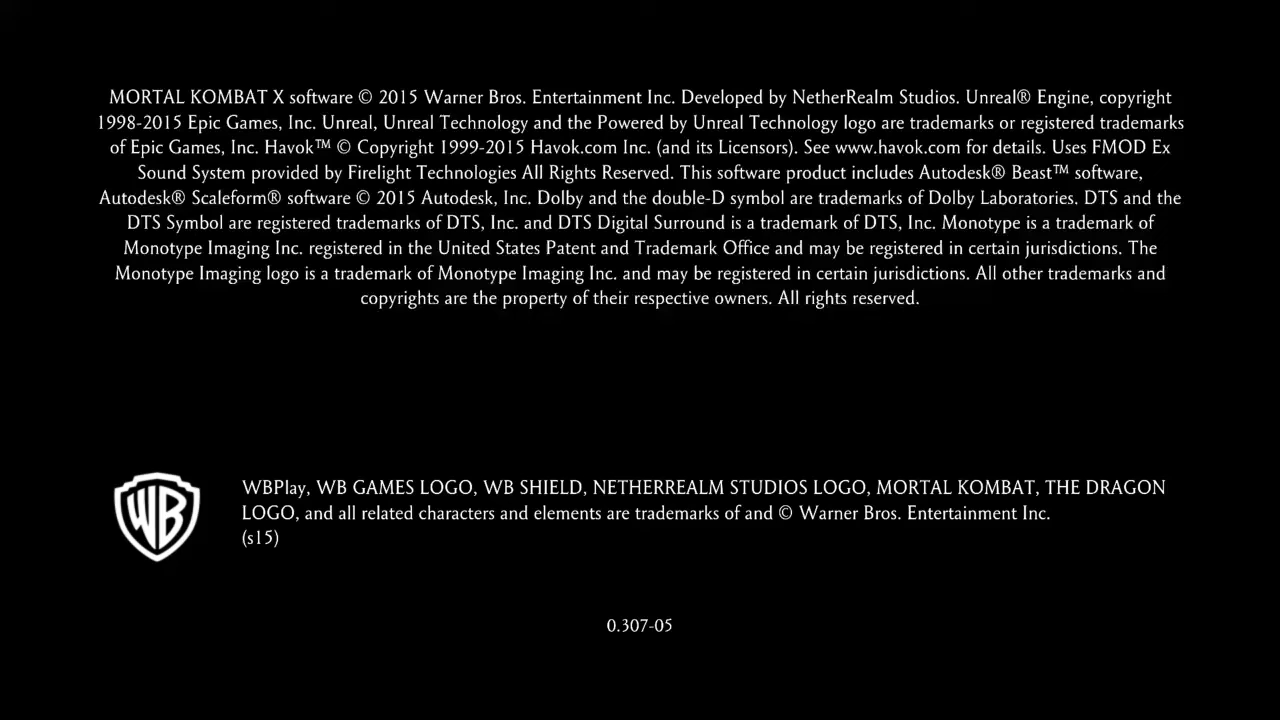 MORTAL KOMBAT X software © 2015 Warner Bros. Entertainment Inc. Developed by NetherRealm Studios. Unreal® Engine, copyright
1998-2015 Epic Games, Inc. Unreal, Unreal Technology and the Powered by Unreal Technology logo are trademarks or registered trademarks
of Epic Games, Inc. Havok™ © Copyright 1999-2015 Havok.com Inc. (and its Licensors). See www.havok.com for details. Uses FMOD Ex
Sound System provided by Firelight Technologies All Rights Reserved. This software product includes Autodesk® Beast™ software,
Autodesk® Scaleform® software © 2015 Autodesk, Inc. Dolby and the double-D symbol are trademarks of Dolby Laboratories. DTS and the
DTS Symbol are registered trademarks of DTS, Inc. and DTS Digital Surround is a trademark of DTS, Inc. Monotype is a trademark of
Monotype Imaging Inc. registered in the United States Patent and Trademark Office and may be registered in certain jurisdictions. The
Monotype Imaging logo is a trademark of Monotype Imaging Inc. and may be registered in certain jurisdictions. All other trademarks and
copyrights are the property of their respective owners. All rights reserved.
WB
WBPlay, WB GAMES LOGO, WB SHIELD, NETHERREALM STUDIOS LOGO, MORTAL KOMBAT, THE DRAGON
LOGO, and all related characters and elements are trademarks of and © Warner Bros. Entertainment Inc.
(s15)
0.307-05